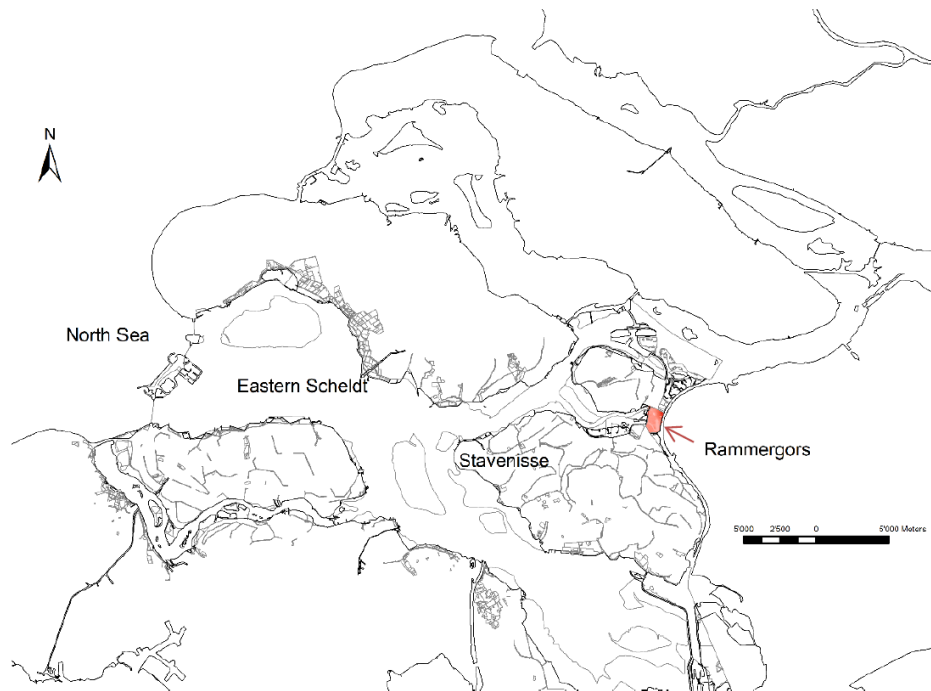 N
North Sea
Eastern Scheldt
Stavenisse
Rammergors
5'000 2'500 0 5'000 Meters